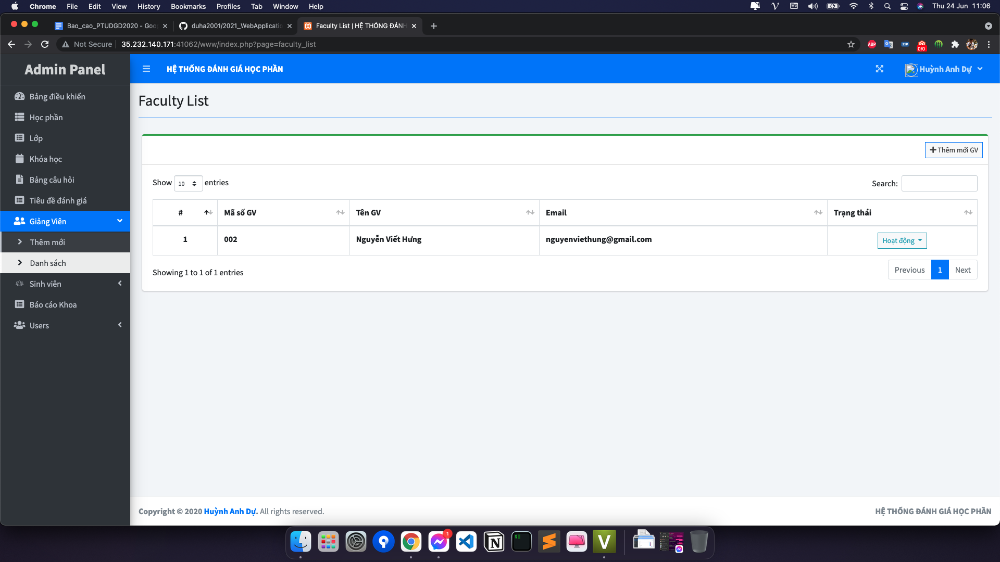 Chrome File Edit View History Bookmarks Profiles Tab Window Help Thu 24 Jun 11:06
Bao_cao_PTUDGD2020 - Goo duha2001/2021_WebApplicatio Faculty List | HỆ THỐNG ĐÁNH
Not Secure 35.232.140.171:41062/www/index.php?page=faculty_list ABP ZIP 0/0
Admin Panel
HỆ THỐNG ĐÁNH GIÁ HỌC PHẦN
Huỳnh Anh Dự
Bảng điều khiển
Học phần
Lớp
Khóa học
Bảng câu hỏi
Tiêu đề đánh giá
Giảng Viên
Thêm mới
Danh sách
Sinh viên
Báo cáo Khoa
Users
Faculty List
Thêm mới GV
Show 10 entries
Search:
# Mã số GV Tên GV Email Trạng thái
1 002 Nguyễn Viết Hưng nguyenviethung@gmail.com Hoạt động
Showing 1 to 1 of 1 entries
Previous 1 Next
Copyright © 2020 Huỳnh Anh Dự. All rights reserved.
HỆ THỐNG ĐÁNH GIÁ HỌC PHẦN
1